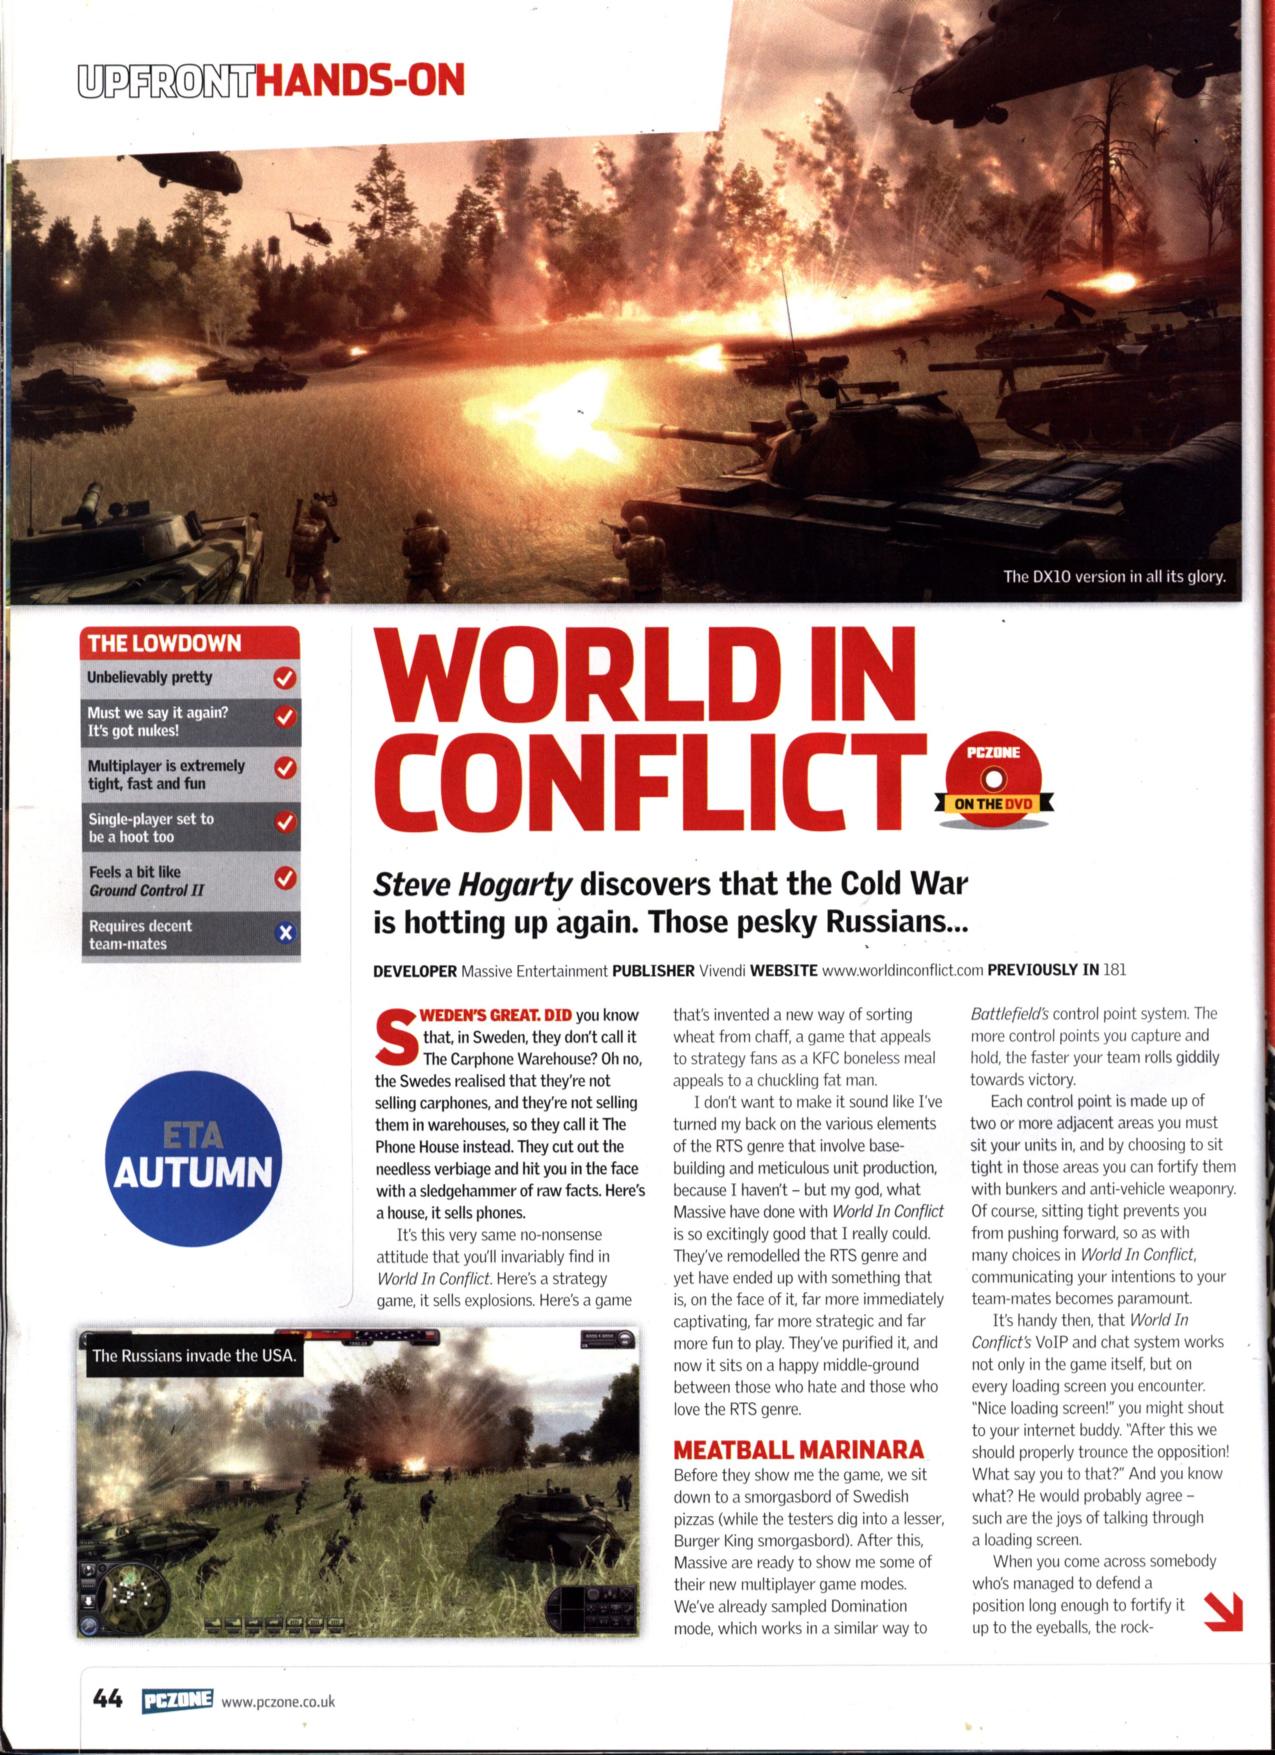 UPFRONTHANDS-ON
The DX10 version in all its glory.
THE LOWDOWN
Unbelievably pretty
Must we say it again?
It's got nukes!
Multiplayer is extremely
tight, fast and fun
Single-player set to
be a hoot too
Feels a bit like
Ground Control II
Requires decent
team-mates
ETA
AUTUMN
WORLD IN
CONFLICT
PCZONE
ON THE DVD
Steve Hogarty discovers that the Cold War
is hotting up again. Those pesky Russians...
DEVELOPER Massive Entertainment PUBLISHER Vivendi WEBSITE www.worldinconflict.com PREVIOUSLY IN 181
SWEDEN'S GREAT. DID you know
that, in Sweden, they don't call it
The Carphone Warehouse? Oh no,
the Swedes realised that they're not
selling carphones, and they're not selling
them in warehouses, so they call it The
Phone House instead. They cut out the
needless verbiage and hit you in the face
with a sledgehammer of raw facts. Here's
a house, it sells phones.
It's this very same no-nonsense
attitude that you'll invariably find in
World In Conflict. Here's a strategy
game, it sells explosions. Here's a game
that's invented a new way of sorting
wheat from chaff, a game that appeals
to strategy fans as a KFC boneless meal
appeals to a chuckling fat man.
I don't want to make it sound like I've
turned my back on the various elements
of the RTS genre that involve base-
building and meticulous unit production,
because I haven't – but my god, what
Massive have done with World In Conflict
is so excitingly good that I really could.
They've remodelled the RTS genre and
yet have ended up with something that
is, on the face of it, far more immediately
captivating, far more strategic and far
more fun to play. They've purified it, and
now it sits on a happy middle-ground
between those who hate and those who
love the RTS genre.
MEATBALL MARINARA
Before they show me the game, we sit
down to a smorgasbord of Swedish
pizzas (while the testers dig into a lesser,
Burger King smorgasbord). After this,
Massive are ready to show me some of
their new multiplayer game modes.
We've already sampled Domination
mode, which works in a similar way to
Battlefield's control point system. The
more control points you capture and
hold, the faster your team rolls giddily
towards victory.
Each control point is made up of
two or more adjacent areas you must
sit your units in, and by choosing to sit
tight in those areas you can fortify them
with bunkers and anti-vehicle weaponry.
Of course, sitting tight prevents you
from pushing forward, so as with
many choices in World In Conflict,
communicating your intentions to your
team-mates becomes paramount.
It's handy then, that World In
Conflict's VoIP and chat system works
not only in the game itself, but on
every loading screen you encounter.
"Nice loading screen!" you might shout
to your internet buddy. "After this we
should properly trounce the opposition!
What say you to that?" And you know
what? He would probably agree –
such are the joys of talking through
a loading screen.
When you come across somebody
who's managed to defend a
position long enough to fortify it
up to the eyeballs, the rock-
The Russians invade the USA.
44 PCZONE www.pczone.co.uk